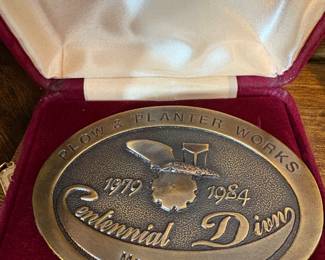 PLOW & PLANTER WORKS
1979 1984
Centennial Divn